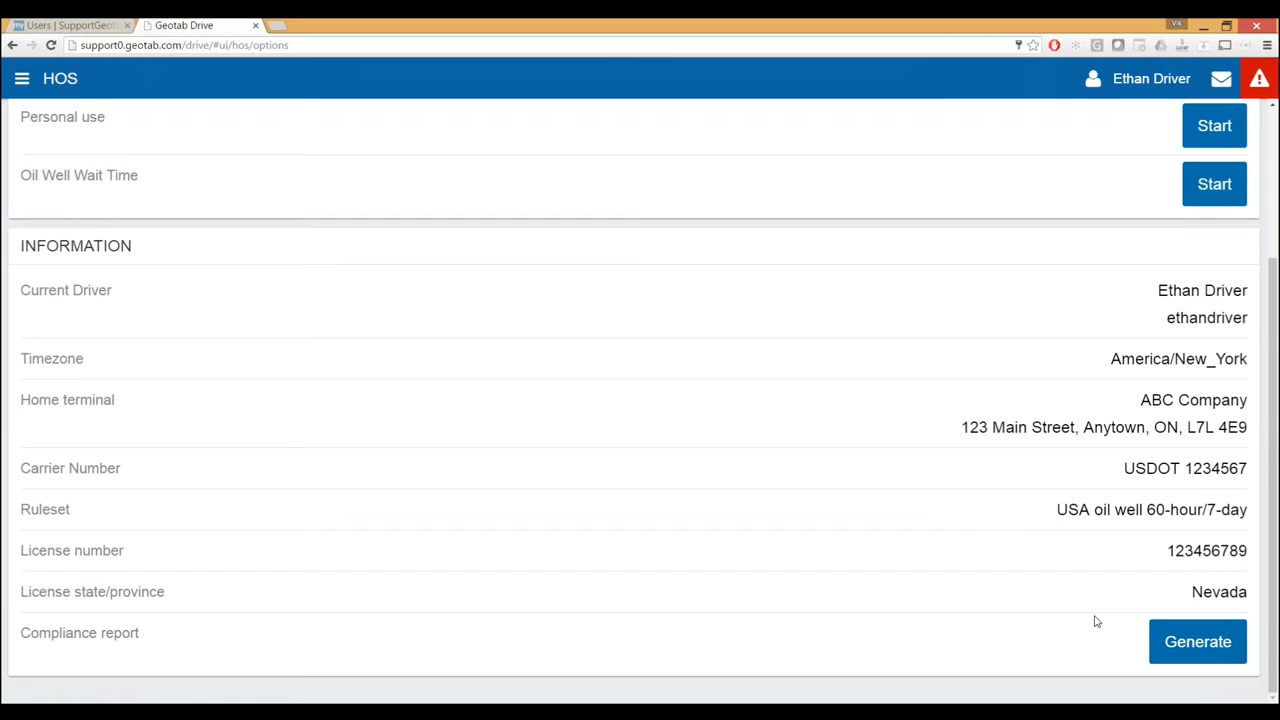 Users | SupportGeot
Geotab Drive
Vik
support0.geotab.com/drive/#ui/hos/options
HOS
Ethan Driver
Personal use
Start
Oil Well Wait Time
Start
INFORMATION
Current Driver
Ethan Driver
ethandriver
Timezone
America/New_York
Home terminal
ABC Company
123 Main Street, Anytown, ON, L7L 4E9
Carrier Number
USDOT 1234567
Ruleset
USA oil well 60-hour/7-day
License number
123456789
License state/province
Nevada
Compliance report
Generate